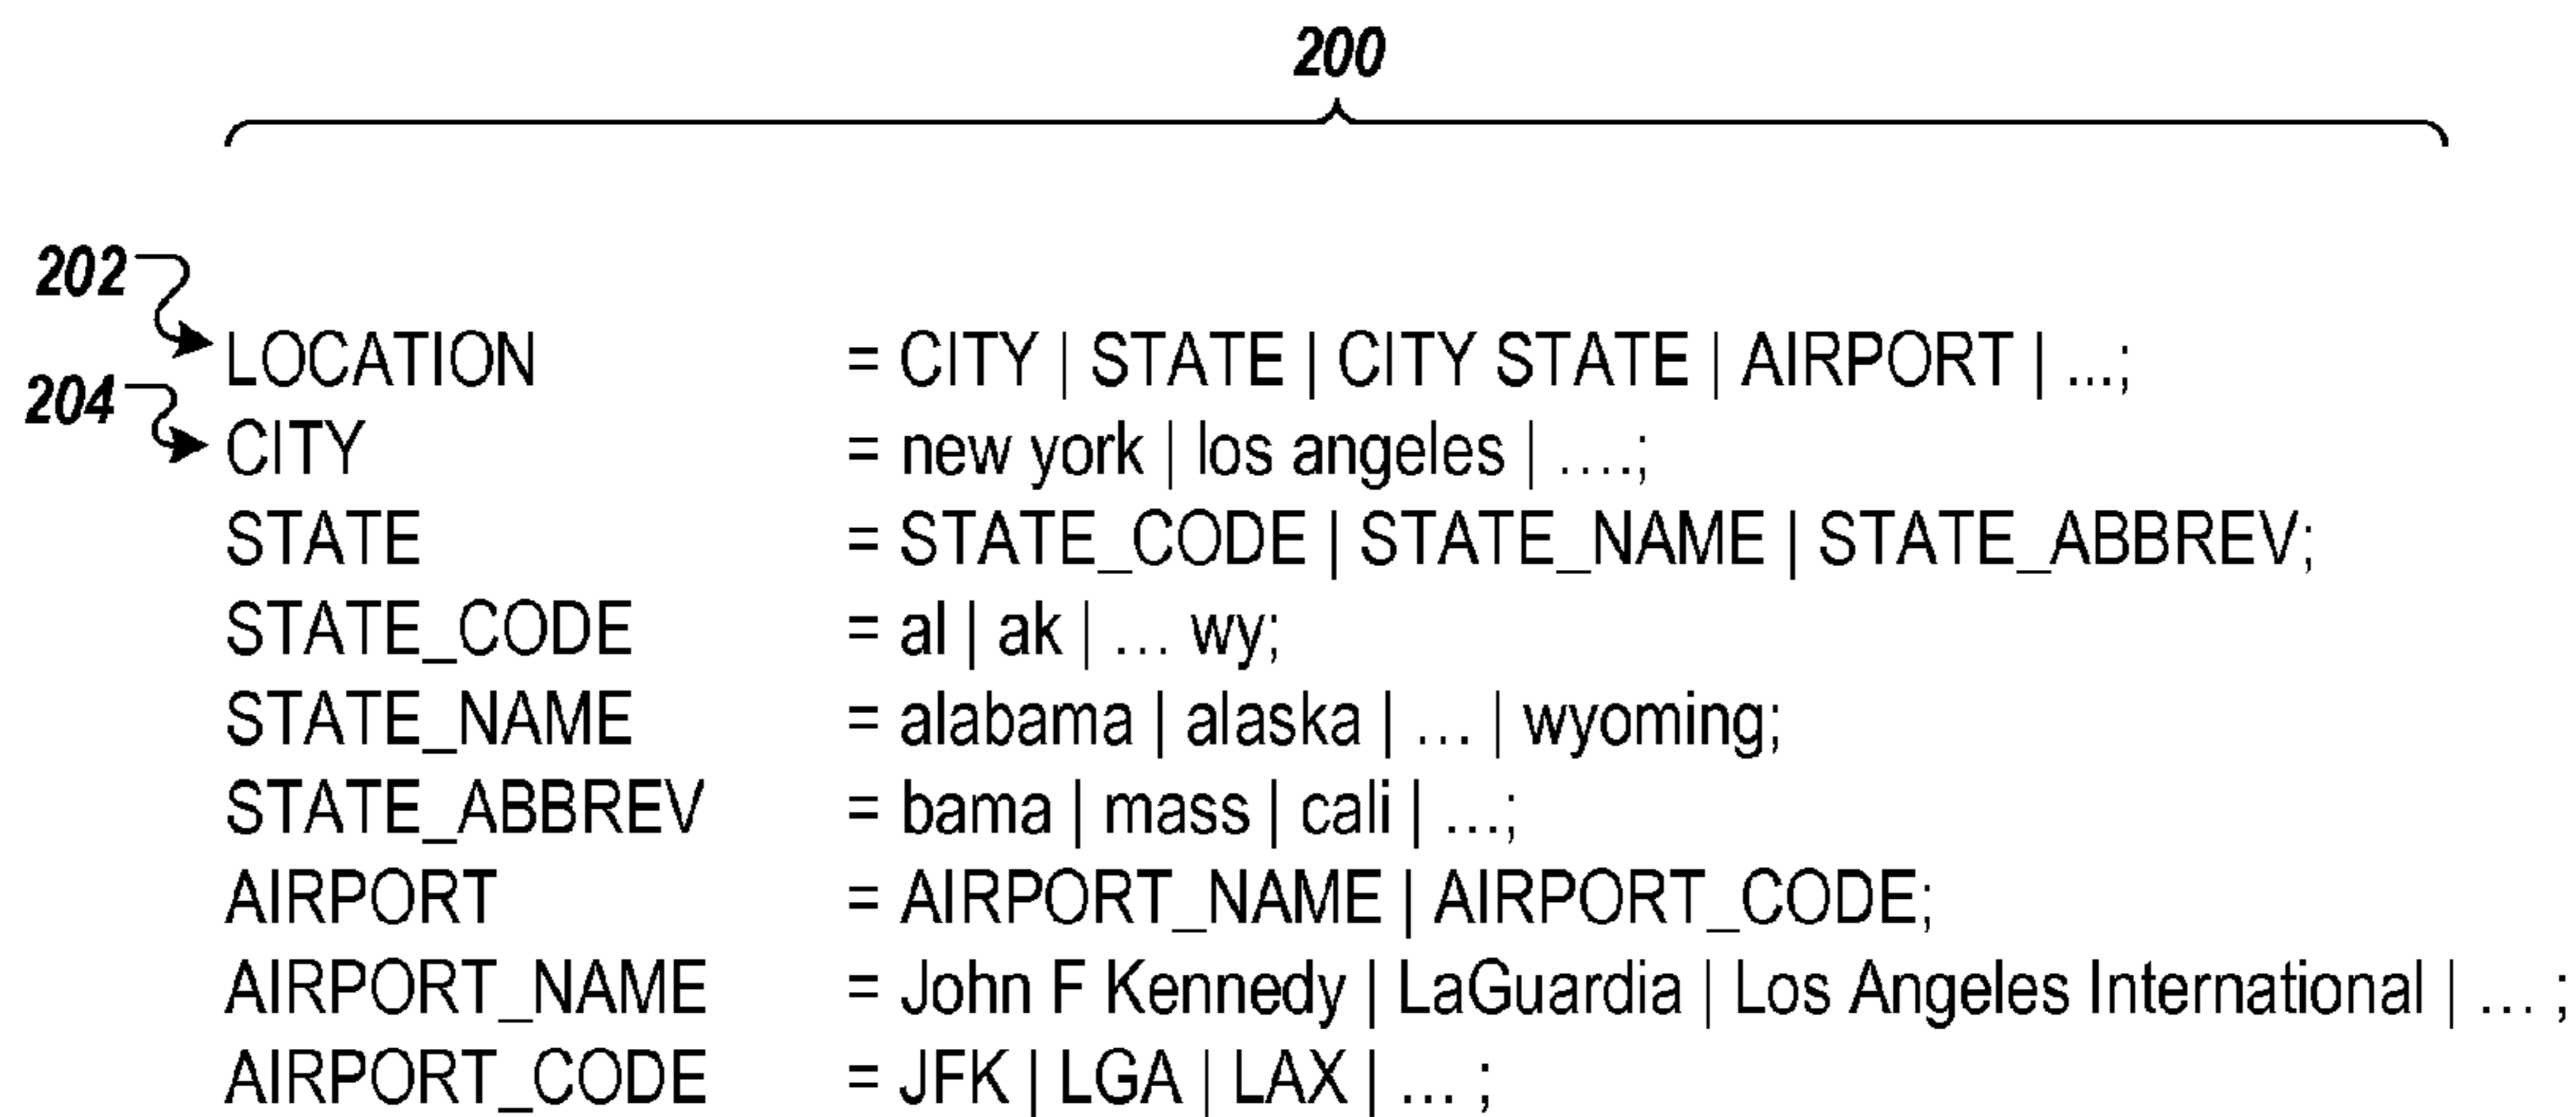 200
202
LOCATION = CITY | STATE | CITY STATE | AIRPORT | ...;
204
CITY = new york | los angeles | ....;
STATE = STATE_CODE | STATE_NAME | STATE_ABBREV;
STATE_CODE = al | ak | ... wy;
STATE_NAME = alabama | alaska | ... | wyoming;
STATE_ABBREV = bama | mass | cali | ...;
AIRPORT = AIRPORT_NAME | AIRPORT_CODE;
AIRPORT_NAME = John F Kennedy | LaGuardia | Los Angeles International | ... ;
AIRPORT_CODE = JFK | LGA | LAX | ... ;